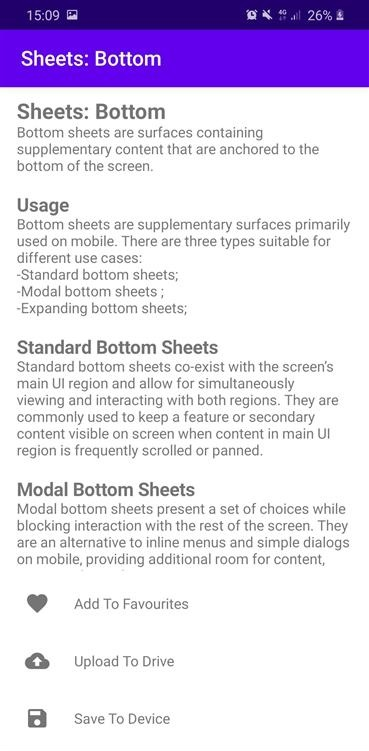 15:09
4G
26%
Sheets: Bottom
Sheets: Bottom
Bottom sheets are surfaces containing
supplementary content that are anchored to the
bottom of the screen.
Usage
Bottom sheets are supplementary surfaces primarily
used on mobile. There are three types suitable for
different use cases:
-Standard bottom sheets;
-Modal bottom sheets ;
-Expanding bottom sheets;
Standard Bottom Sheets
Standard bottom sheets co-exist with the screen’s
main UI region and allow for simultaneously
viewing and interacting with both regions. They are
commonly used to keep a feature or secondary
content visible on screen when content in main UI
region is frequently scrolled or panned.
Modal Bottom Sheets
Modal bottom sheets present a set of choices while
blocking interaction with the rest of the screen. They
are an alternative to inline menus and simple dialogs
on mobile, providing additional room for content,
Add To Favourites
Upload To Drive
Save To Device